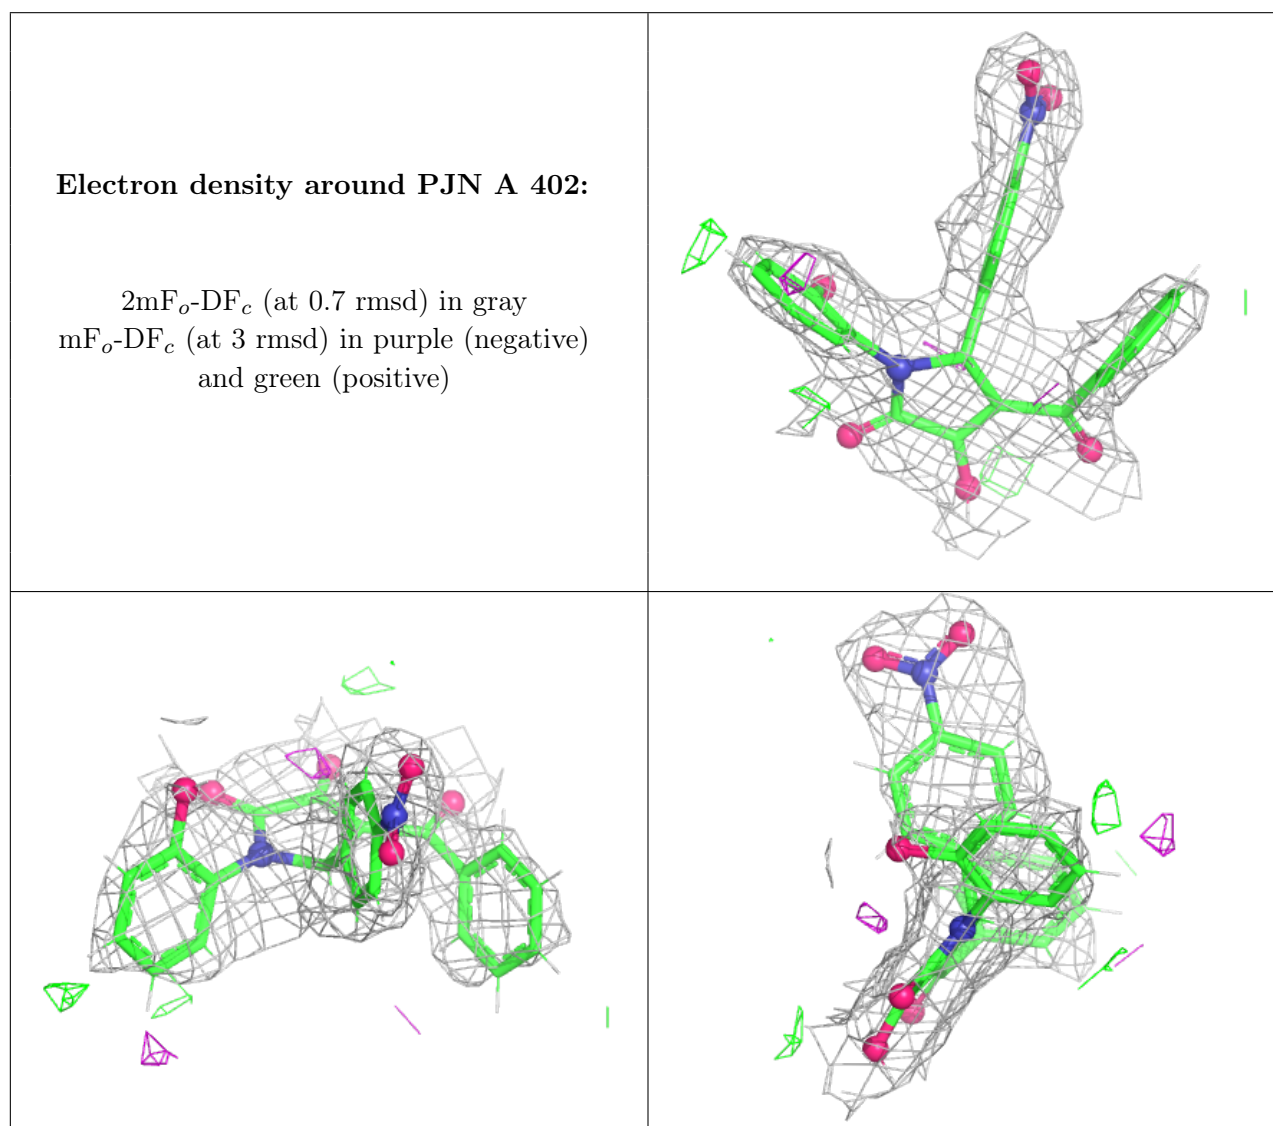 Electron density around PJN A 402:
2mFo-DFc (at 0.7 rmsd) in gray
mFo-DFc (at 3 rmsd) in purple (negative)
and green (positive)